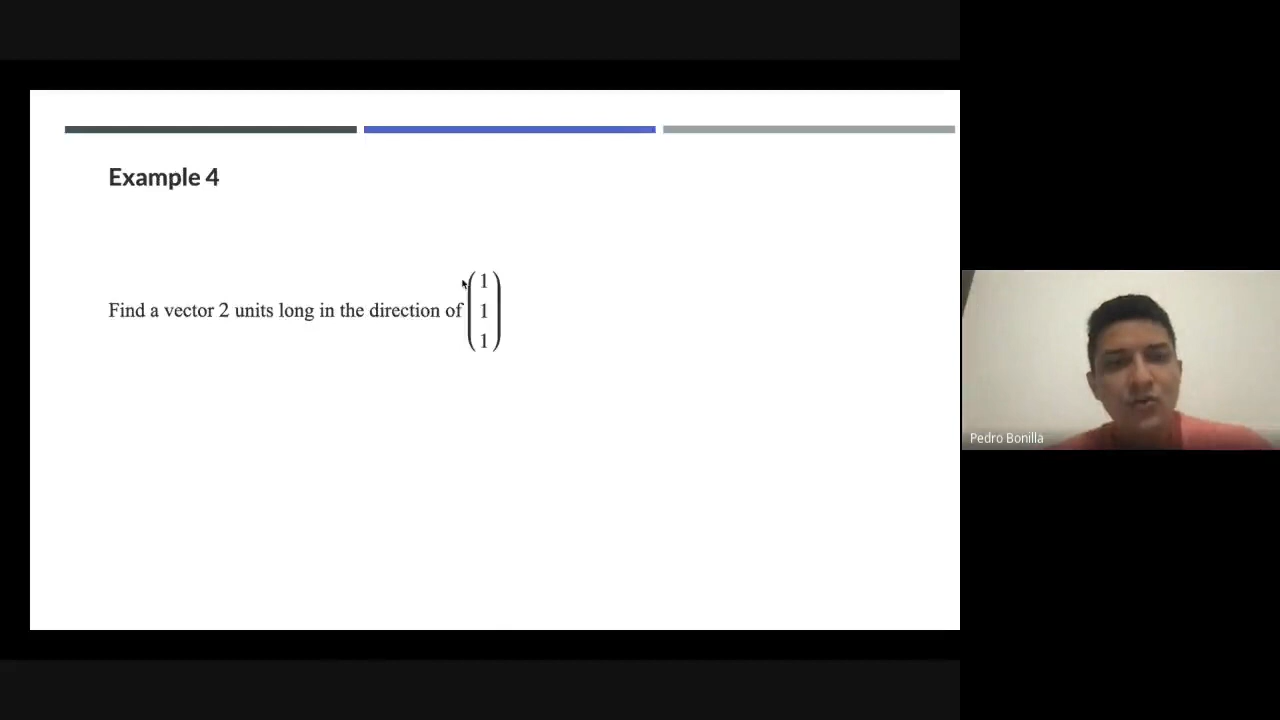 Example 4
1
Find a vector 2 units long in the direction of 1
1
Pedro Bonilla